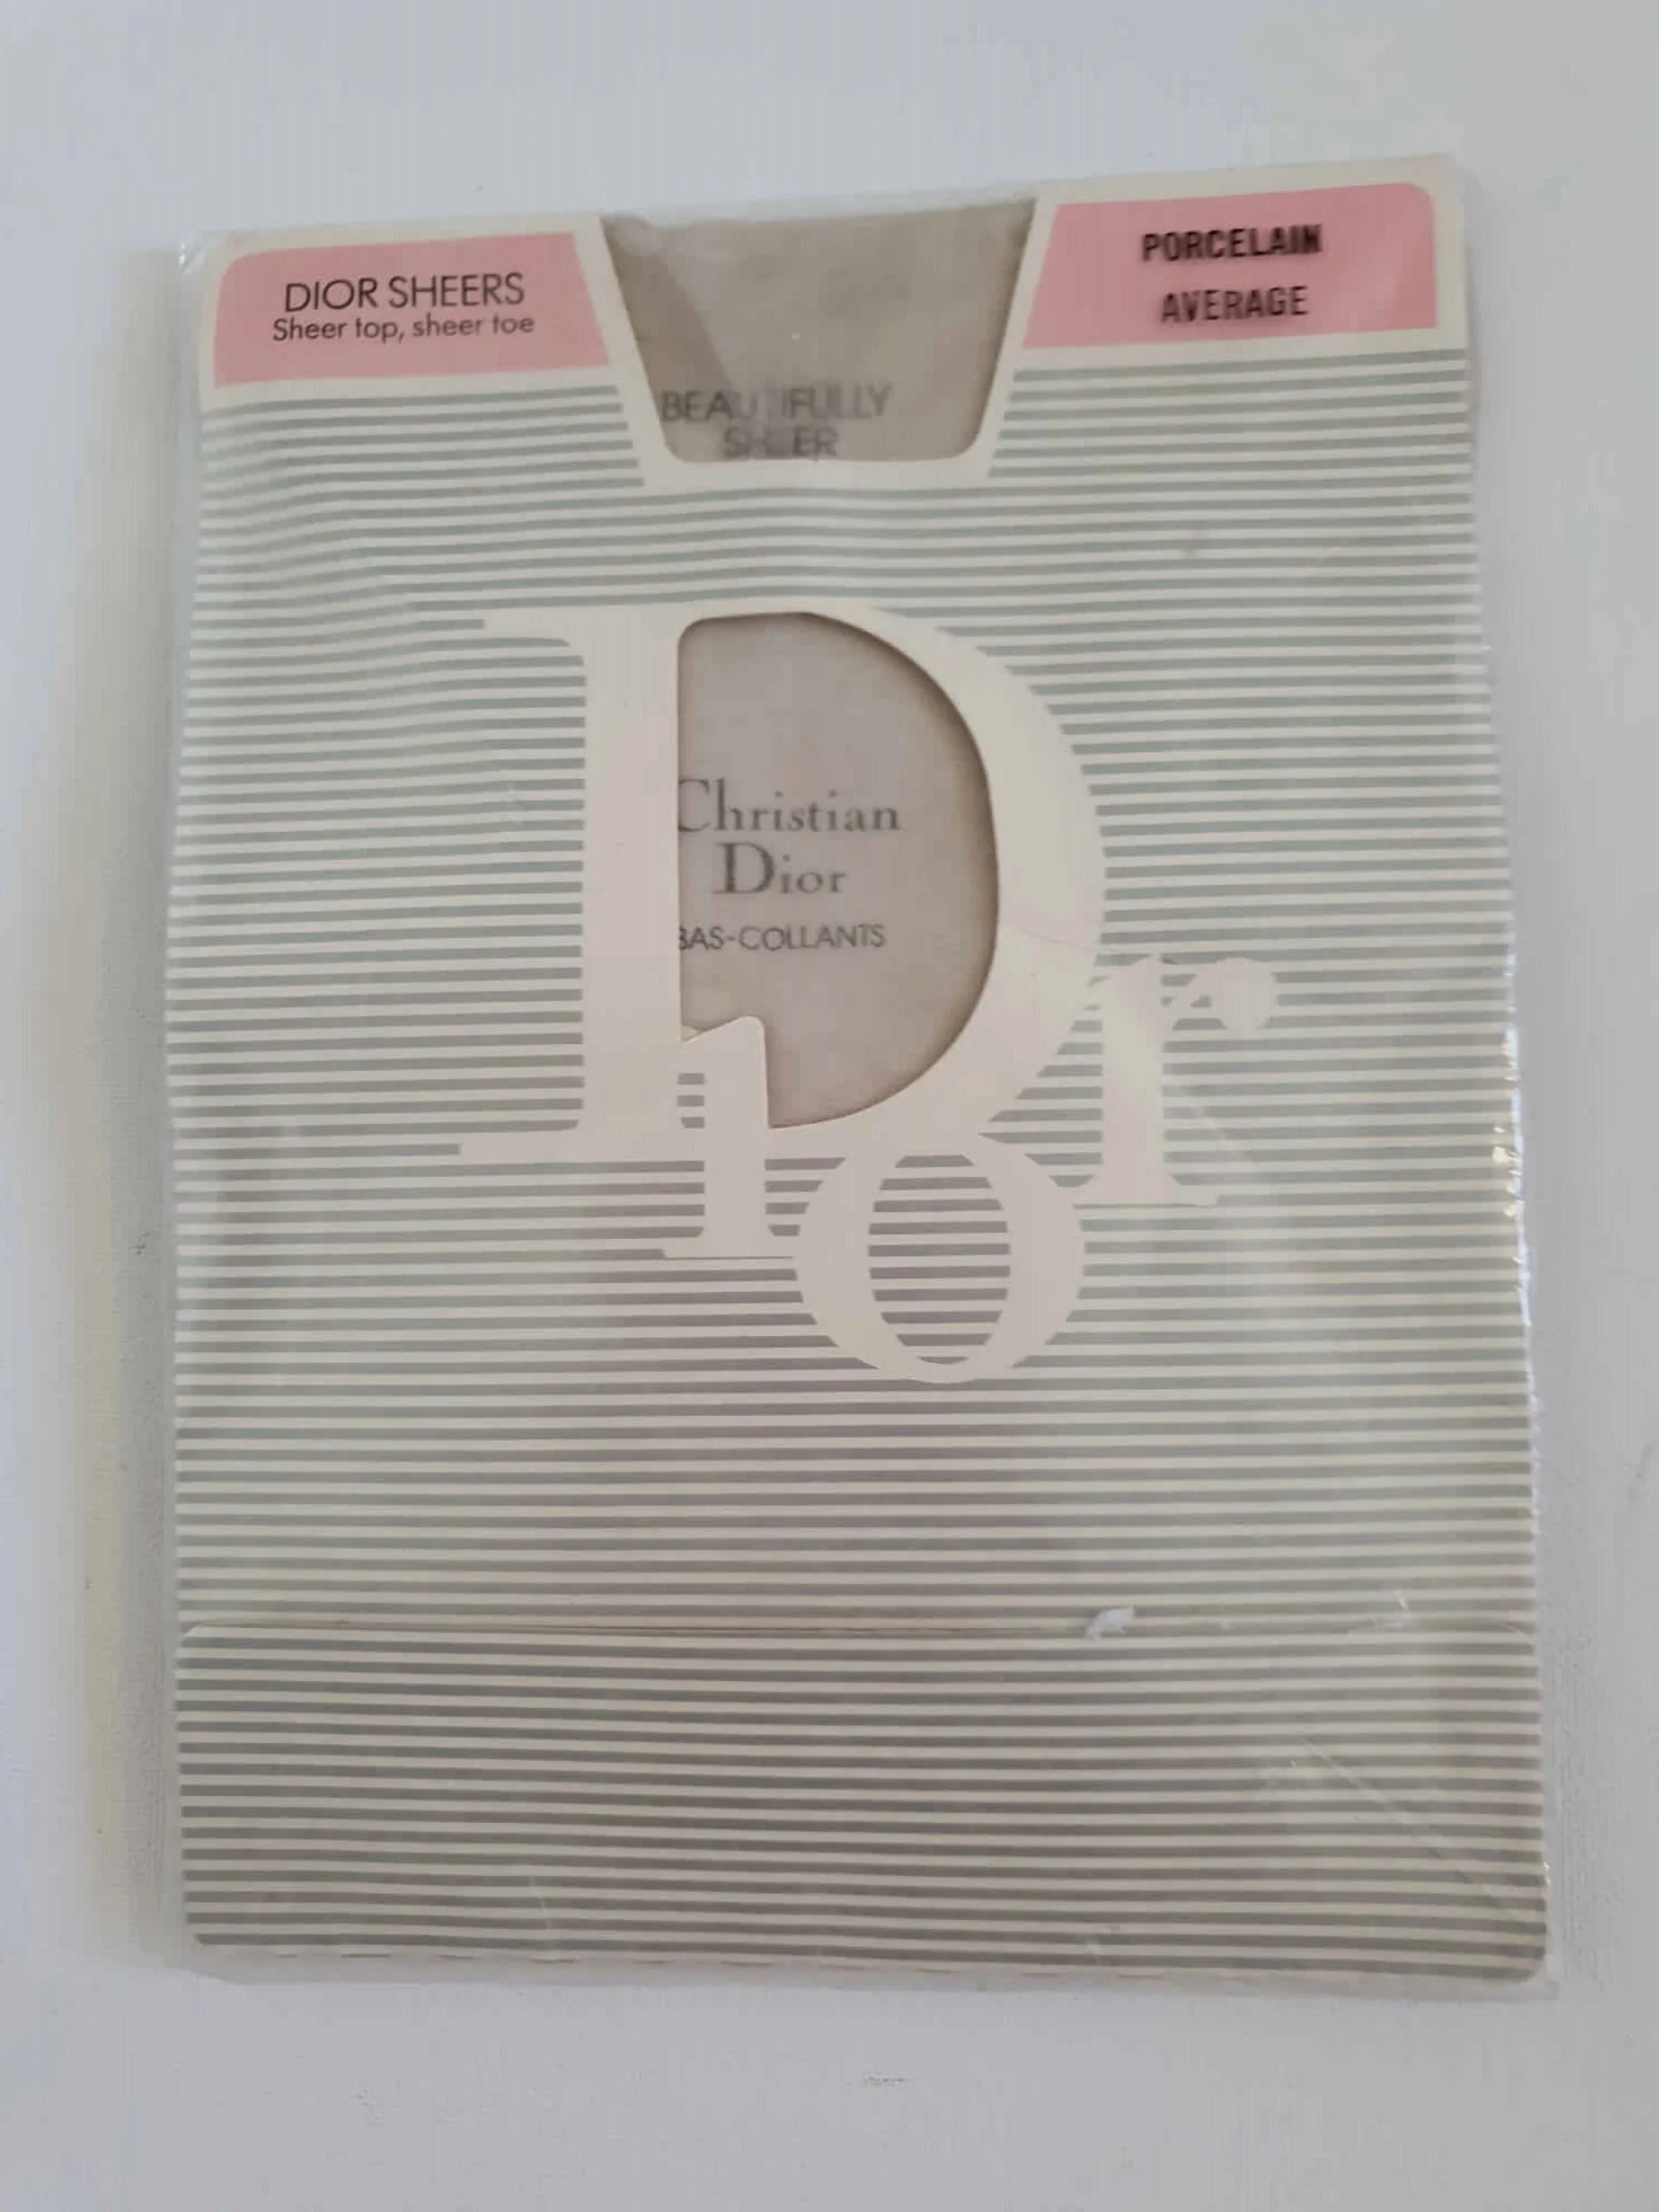 DIOR SHEERS
Sheer top, sheer toe
PORCELAIN
AVERAGE
BEAUTIFULLY
SHEER
Christian
Dior
BAS-COLLANTS
Dior